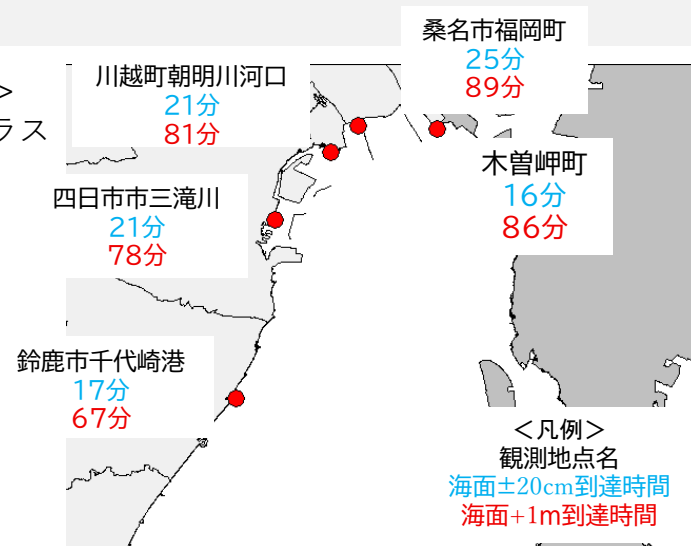 桑名市福岡町
25分
89分
川越町朝明川河口
21分
81分
＞
ラス
木曽岬町
16分
86分
四日市市三滝川
21分
78分
鈴鹿市千代崎港
17分
67分
＜凡例＞
観測地点名
海面±20cm到達時間
海面+1m到達時間